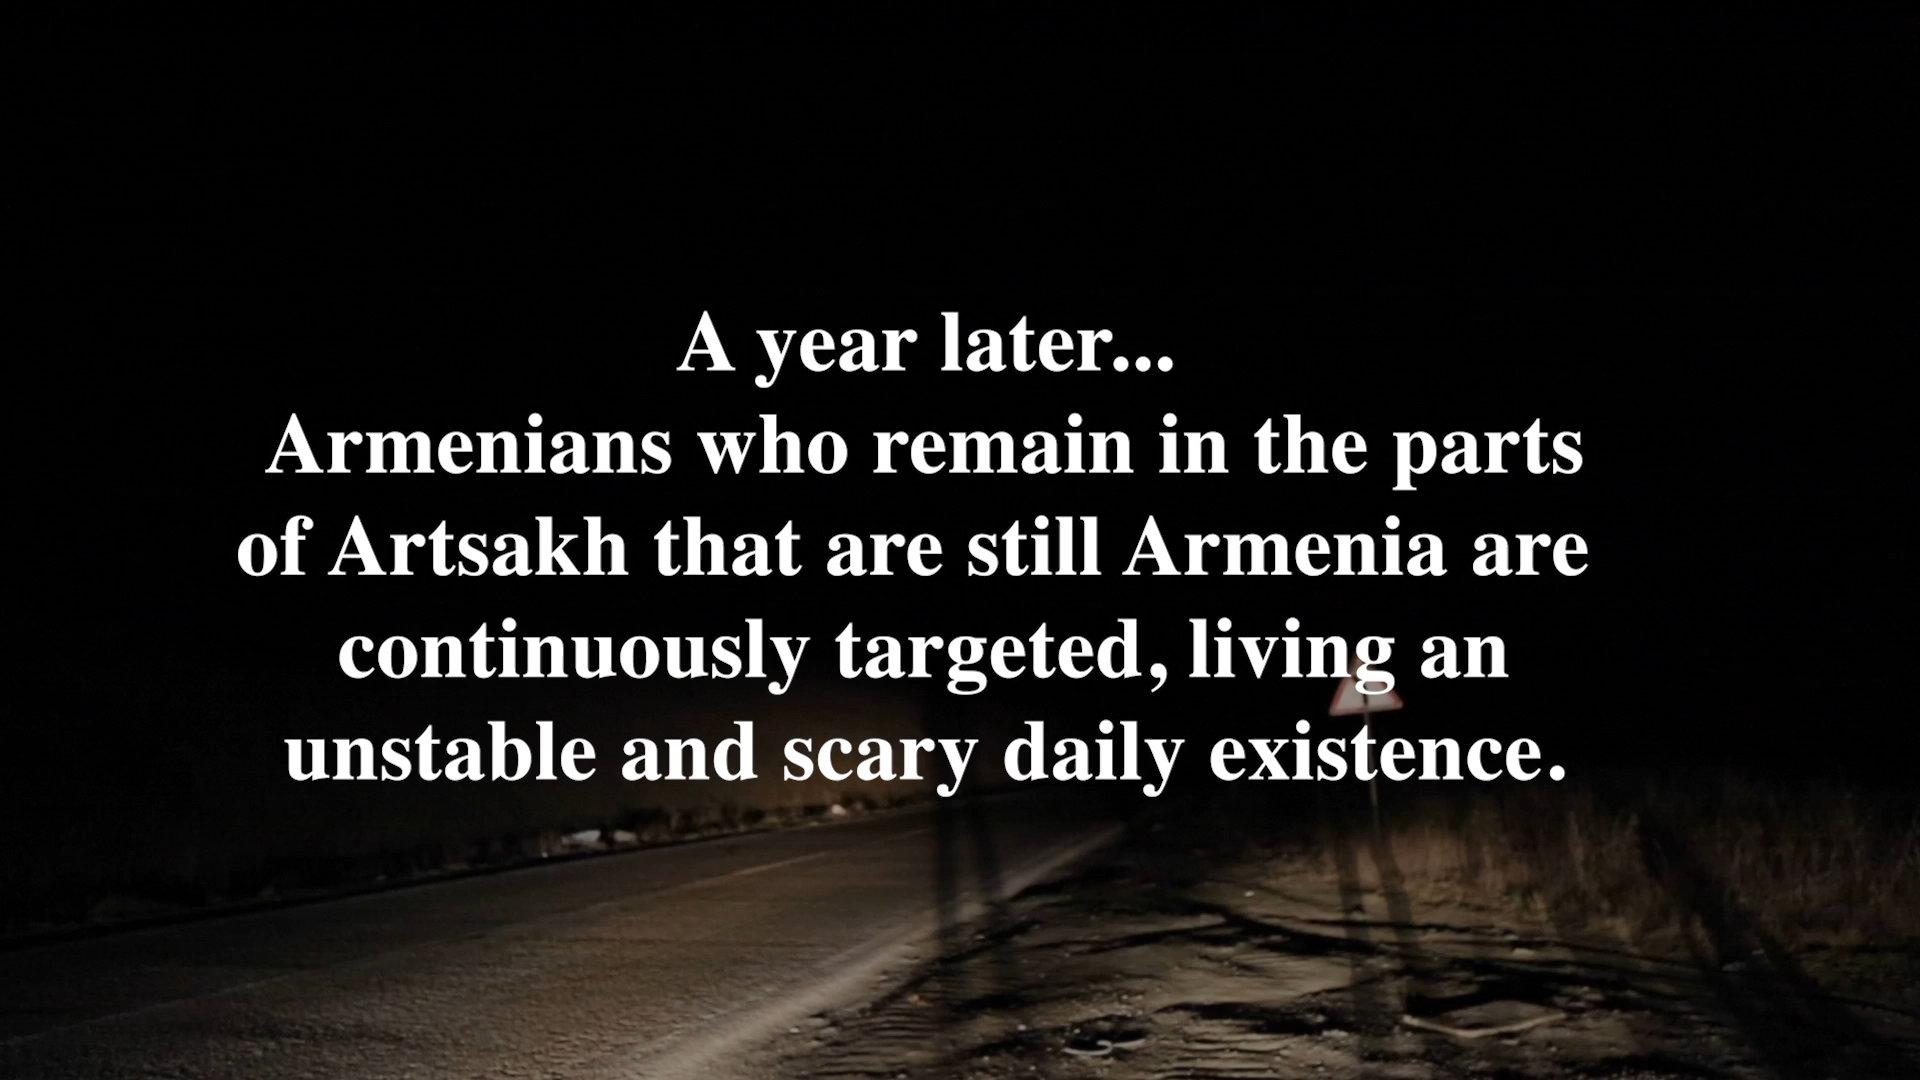 A year later...
Armenians who remain in the parts
of Artsakh that are still Armenia are
continuously targeted, living an
unstable and scary daily existence.